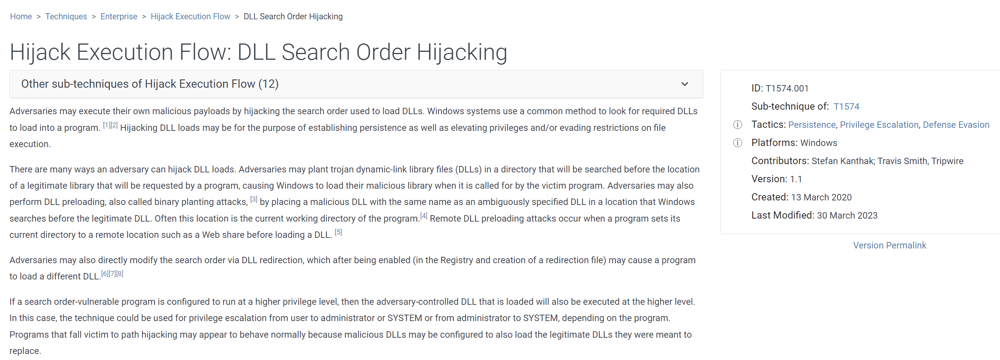 Home > Techniques > Enterprise > Hijack Execution Flow > DLL Search Order Hijacking
Hijack Execution Flow: DLL Search Order Hijacking
Other sub-techniques of Hijack Execution Flow (12)
Adversaries may execute their own malicious payloads by hijacking the search order used to load DLLs. Windows systems use a common method to look for required DLLs
to load into a program. [1][2] Hijacking DLL loads may be for the purpose of establishing persistence as well as elevating privileges and/or evading restrictions on file
execution.
There are many ways an adversary can hijack DLL loads. Adversaries may plant trojan dynamic-link library files (DLLs) in a directory that will be searched before the location
of a legitimate library that will be requested by a program, causing Windows to load their malicious library when it is called for by the victim program. Adversaries may also
perform DLL preloading, also called binary planting attacks, [3] by placing a malicious DLL with the same name as an ambiguously specified DLL in a location that Windows
searches before the legitimate DLL. Often this location is the current working directory of the program.[4] Remote DLL preloading attacks occur when a program sets its
current directory to a remote location such as a Web share before loading a DLL. [5]
Adversaries may also directly modify the search order via DLL redirection, which after being enabled (in the Registry and creation of a redirection file) may cause a program
to load a different DLL.[6][7][8]
If a search order-vulnerable program is configured to run at a higher privilege level, then the adversary-controlled DLL that is loaded will also be executed at the higher level.
In this case, the technique could be used for privilege escalation from user to administrator or SYSTEM or from administrator to SYSTEM, depending on the program.
Programs that fall victim to path hijacking may appear to behave normally because malicious DLLs may be configured to also load the legitimate DLLs they were meant to
replace.
ID: T1574.001
Sub-technique of: T1574
Tactics: Persistence, Privilege Escalation, Defense Evasion
Platforms: Windows
Contributors: Stefan Kanthak; Travis Smith, Tripwire
Version: 1.1
Created: 13 March 2020
Last Modified: 30 March 2023
Version Permalink